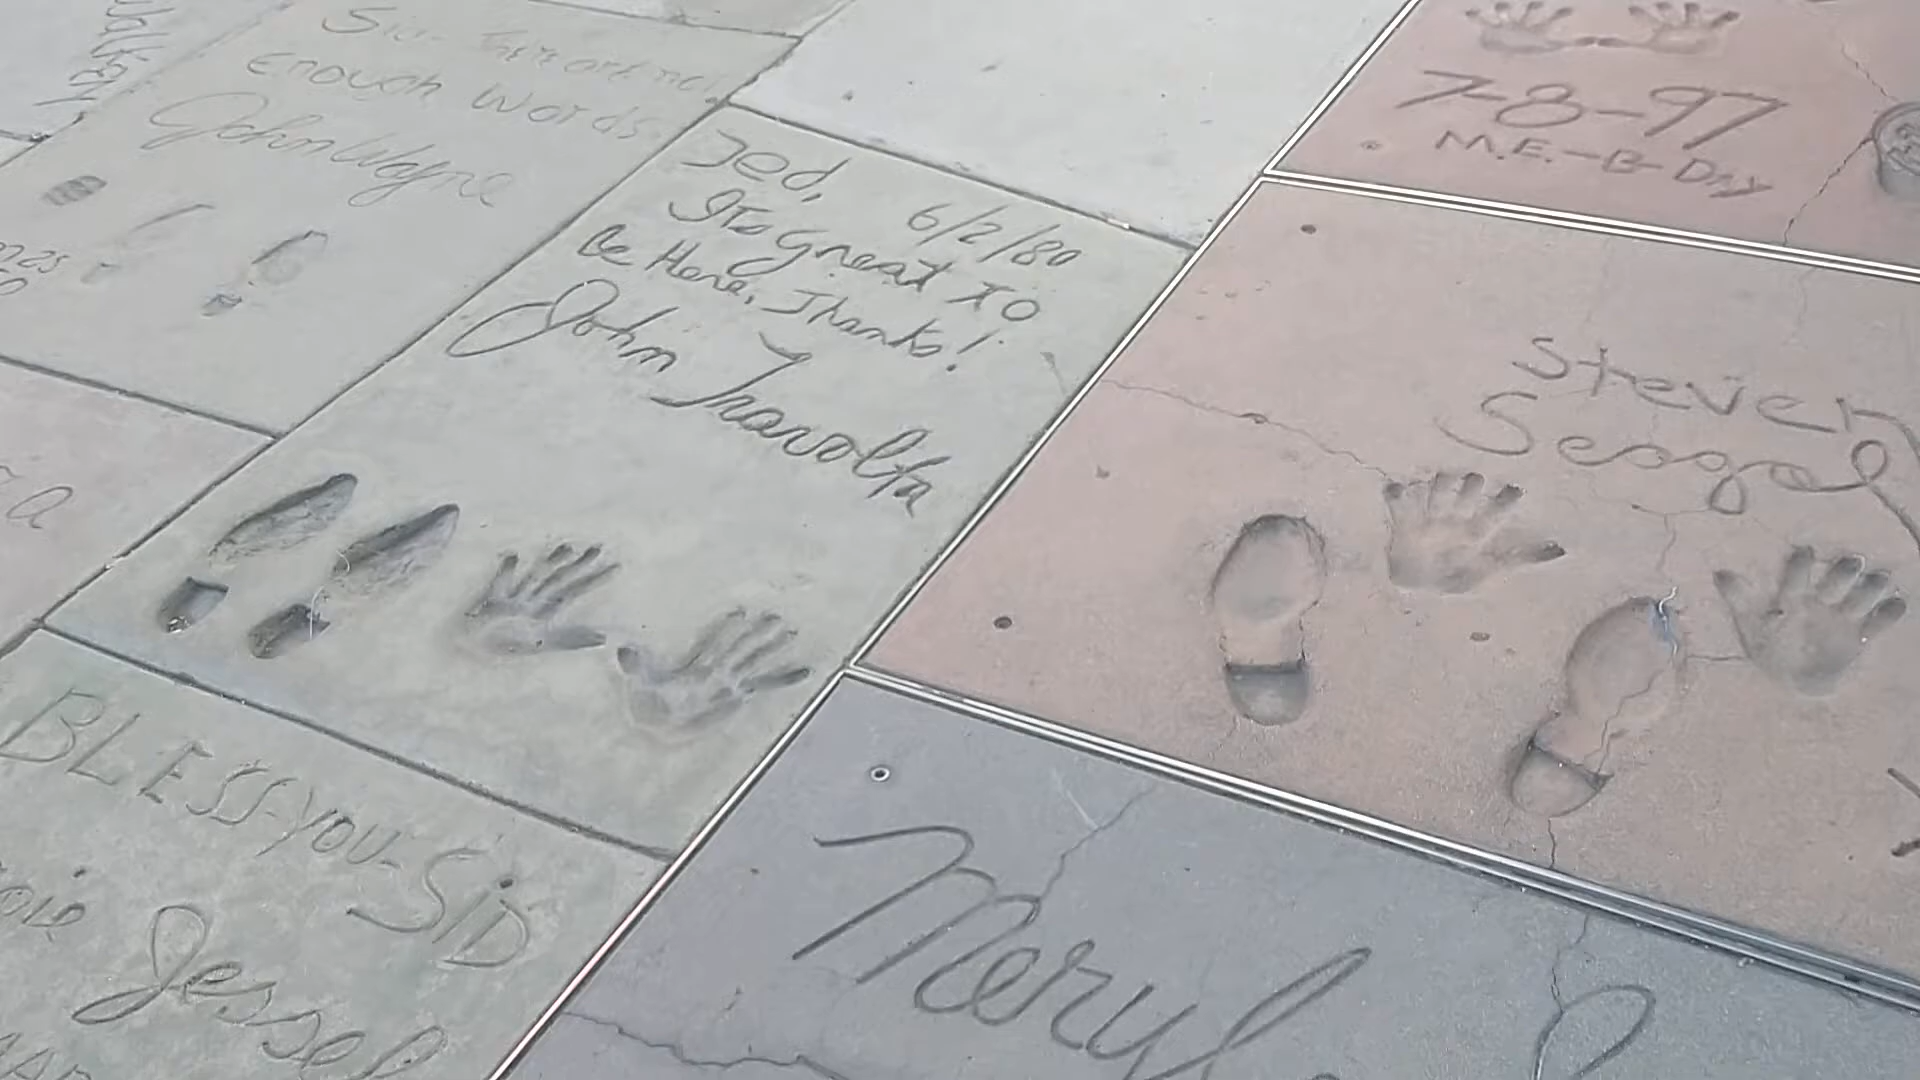 Sid - There are not
Enough words.
John Wayne
Ted, 6/2/80
It's Great TO
Be Here, Thanks!
John Travolta
7-8-97
M.E.-B-DAY
Steven
Seagal
BLESS-YOU-SID
Jessel
Meryl